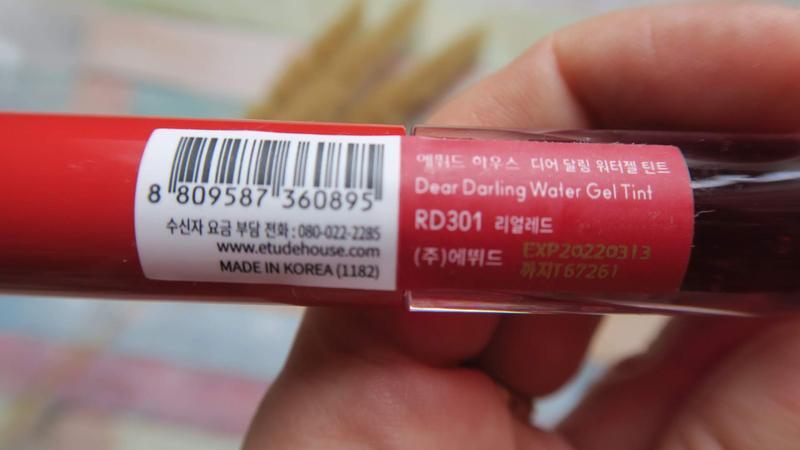 8 809587 360895
수신자 요금 부담 전화 : 080-022-2285
www.etudehouse.com
MADE IN KOREA (1182)
에뛰드 하우스 디어 달링 워터젤 틴트
Dear Darling Water Gel Tint
RD301 리얼레드
(주)에뛰드
EXP20220313
까지T67261